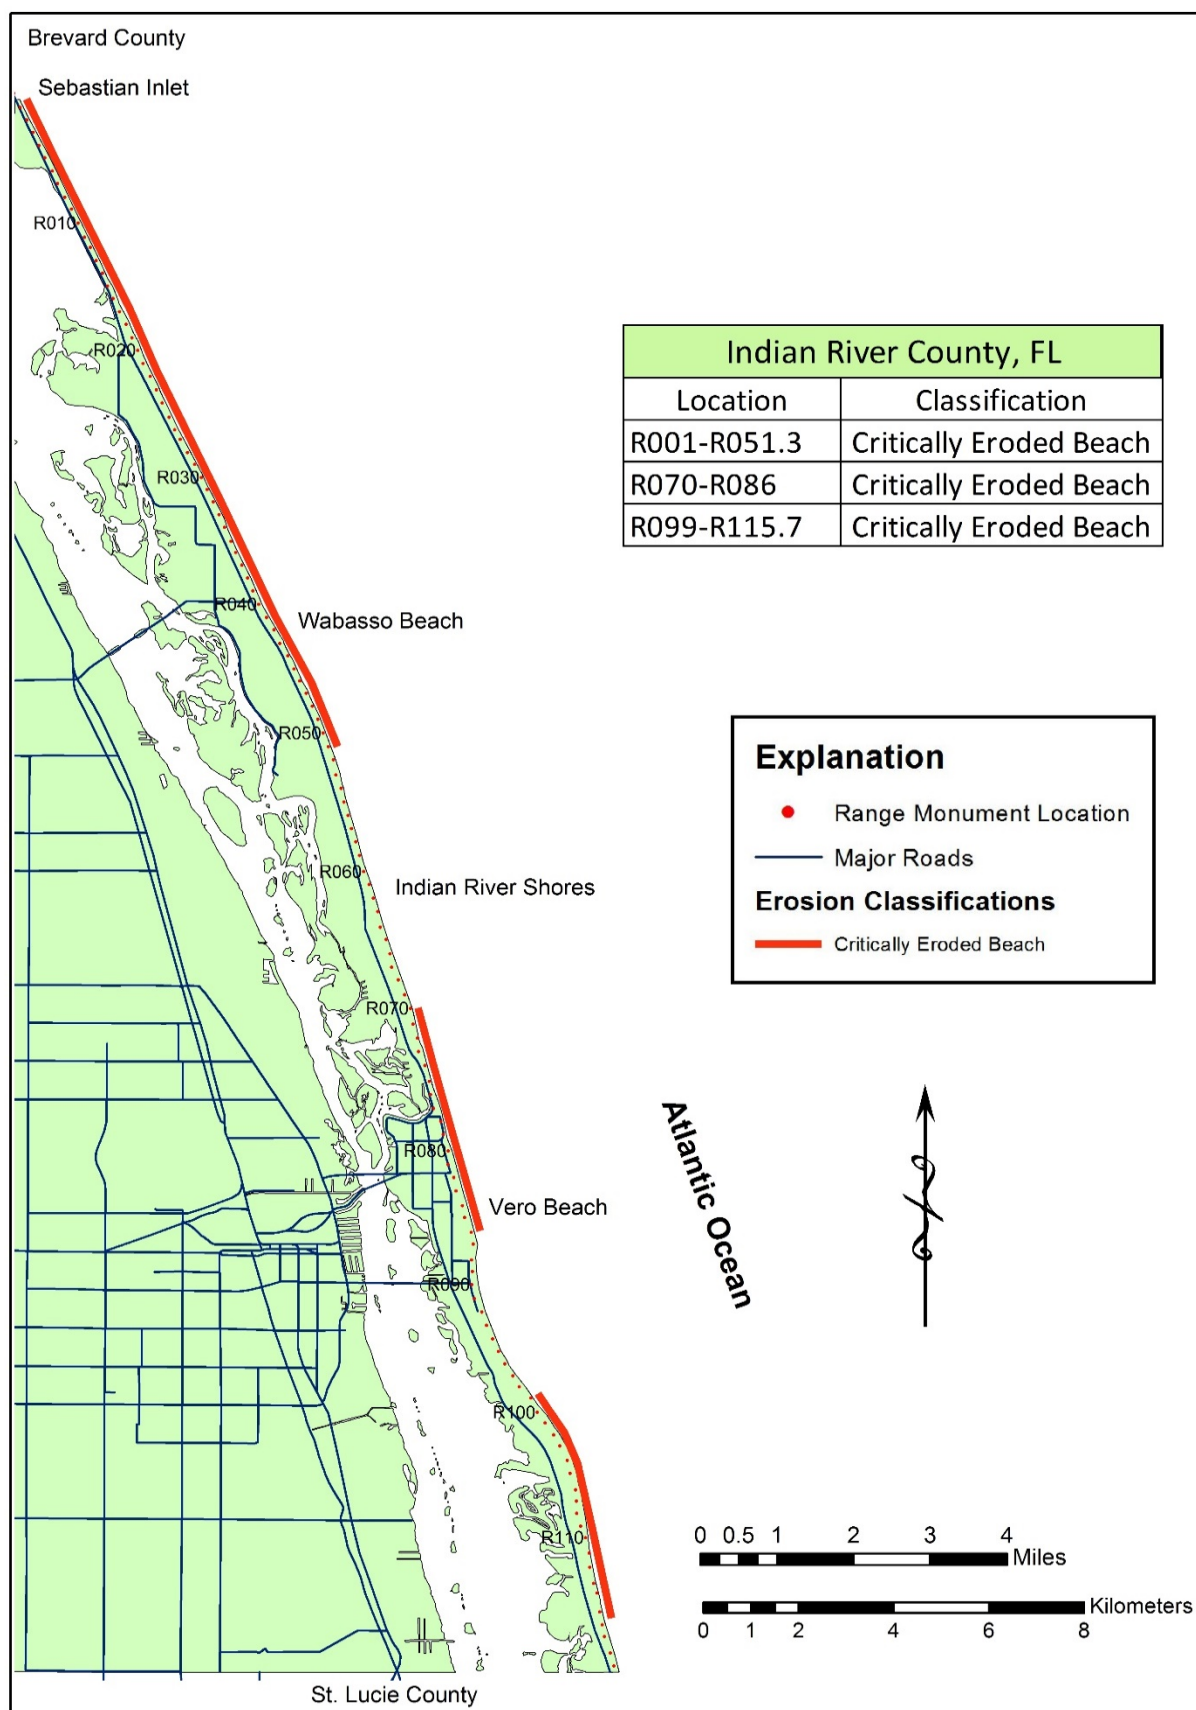 Brevard County
Sebastian Inlet
R010
R020
R030
R040
Wabasso Beach
R050
R060
Indian River Shores
R070
R080
Vero Beach
R090
R100
R110
St. Lucie County
Indian River County, FL
Location Classification
R001-R051.3 Critically Eroded Beach
R070-R086 Critically Eroded Beach
R099-R115.7 Critically Eroded Beach
Explanation
Range Monument Location
Major Roads
Erosion Classifications
Critically Eroded Beach
Atlantic Ocean
N
0 0.5 1 2 3 4
Miles
Kilometers
0 1 2 4 6 8